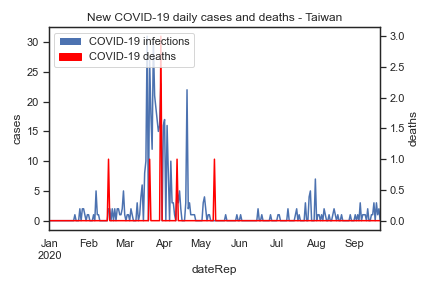 New COVID-19 daily cases and deaths - Taiwan
COVID-19 infections
COVID-19 deaths
30
25
20
15
10
5
0
cases
3.0
2.5
2.0
1.5
1.0
0.5
0.0
deaths
Jan Feb Mar Apr May Jun Jul Aug Sep
2020
dateRep